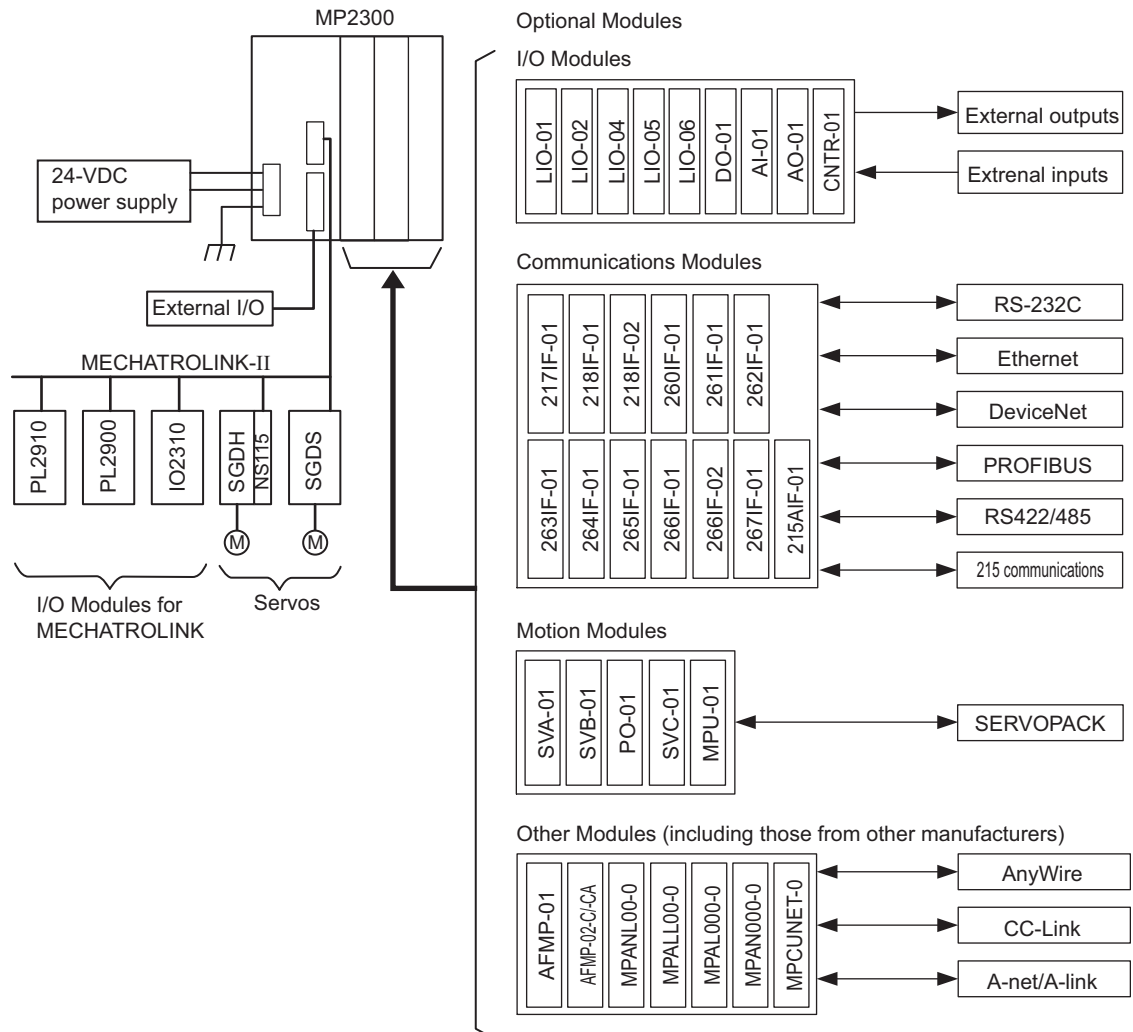 MP2300
24-VDC
power supply
External I/O
MECHATROLINK-II
PL2910
PL2900
IO2310
SGDH
NS115
SGDS
M
M
I/O Modules for
MECHATROLINK
Servos
Optional Modules
I/O Modules
LIO-01
LIO-02
LIO-04
LIO-05
LIO-06
DO-01
AI-01
AO-01
CNTR-01
External outputs
Extrenal inputs
Communications Modules
217IF-01
218IF-01
218IF-02
260IF-01
261IF-01
262IF-01
263IF-01
264IF-01
265IF-01
266IF-01
266IF-02
267IF-01
215AIF-01
RS-232C
Ethernet
DeviceNet
PROFIBUS
RS422/485
215 communications
Motion Modules
SVA-01
SVB-01
PO-01
SVC-01
MPU-01
SERVOPACK
Other Modules (including those from other manufacturers)
AFMP-01
AFMP-02-C/-CA
MPANL00-0
MPALL00-0
MPAL000-0
MPAN000-0
MPCUNET-0
AnyWire
CC-Link
A-net/A-link